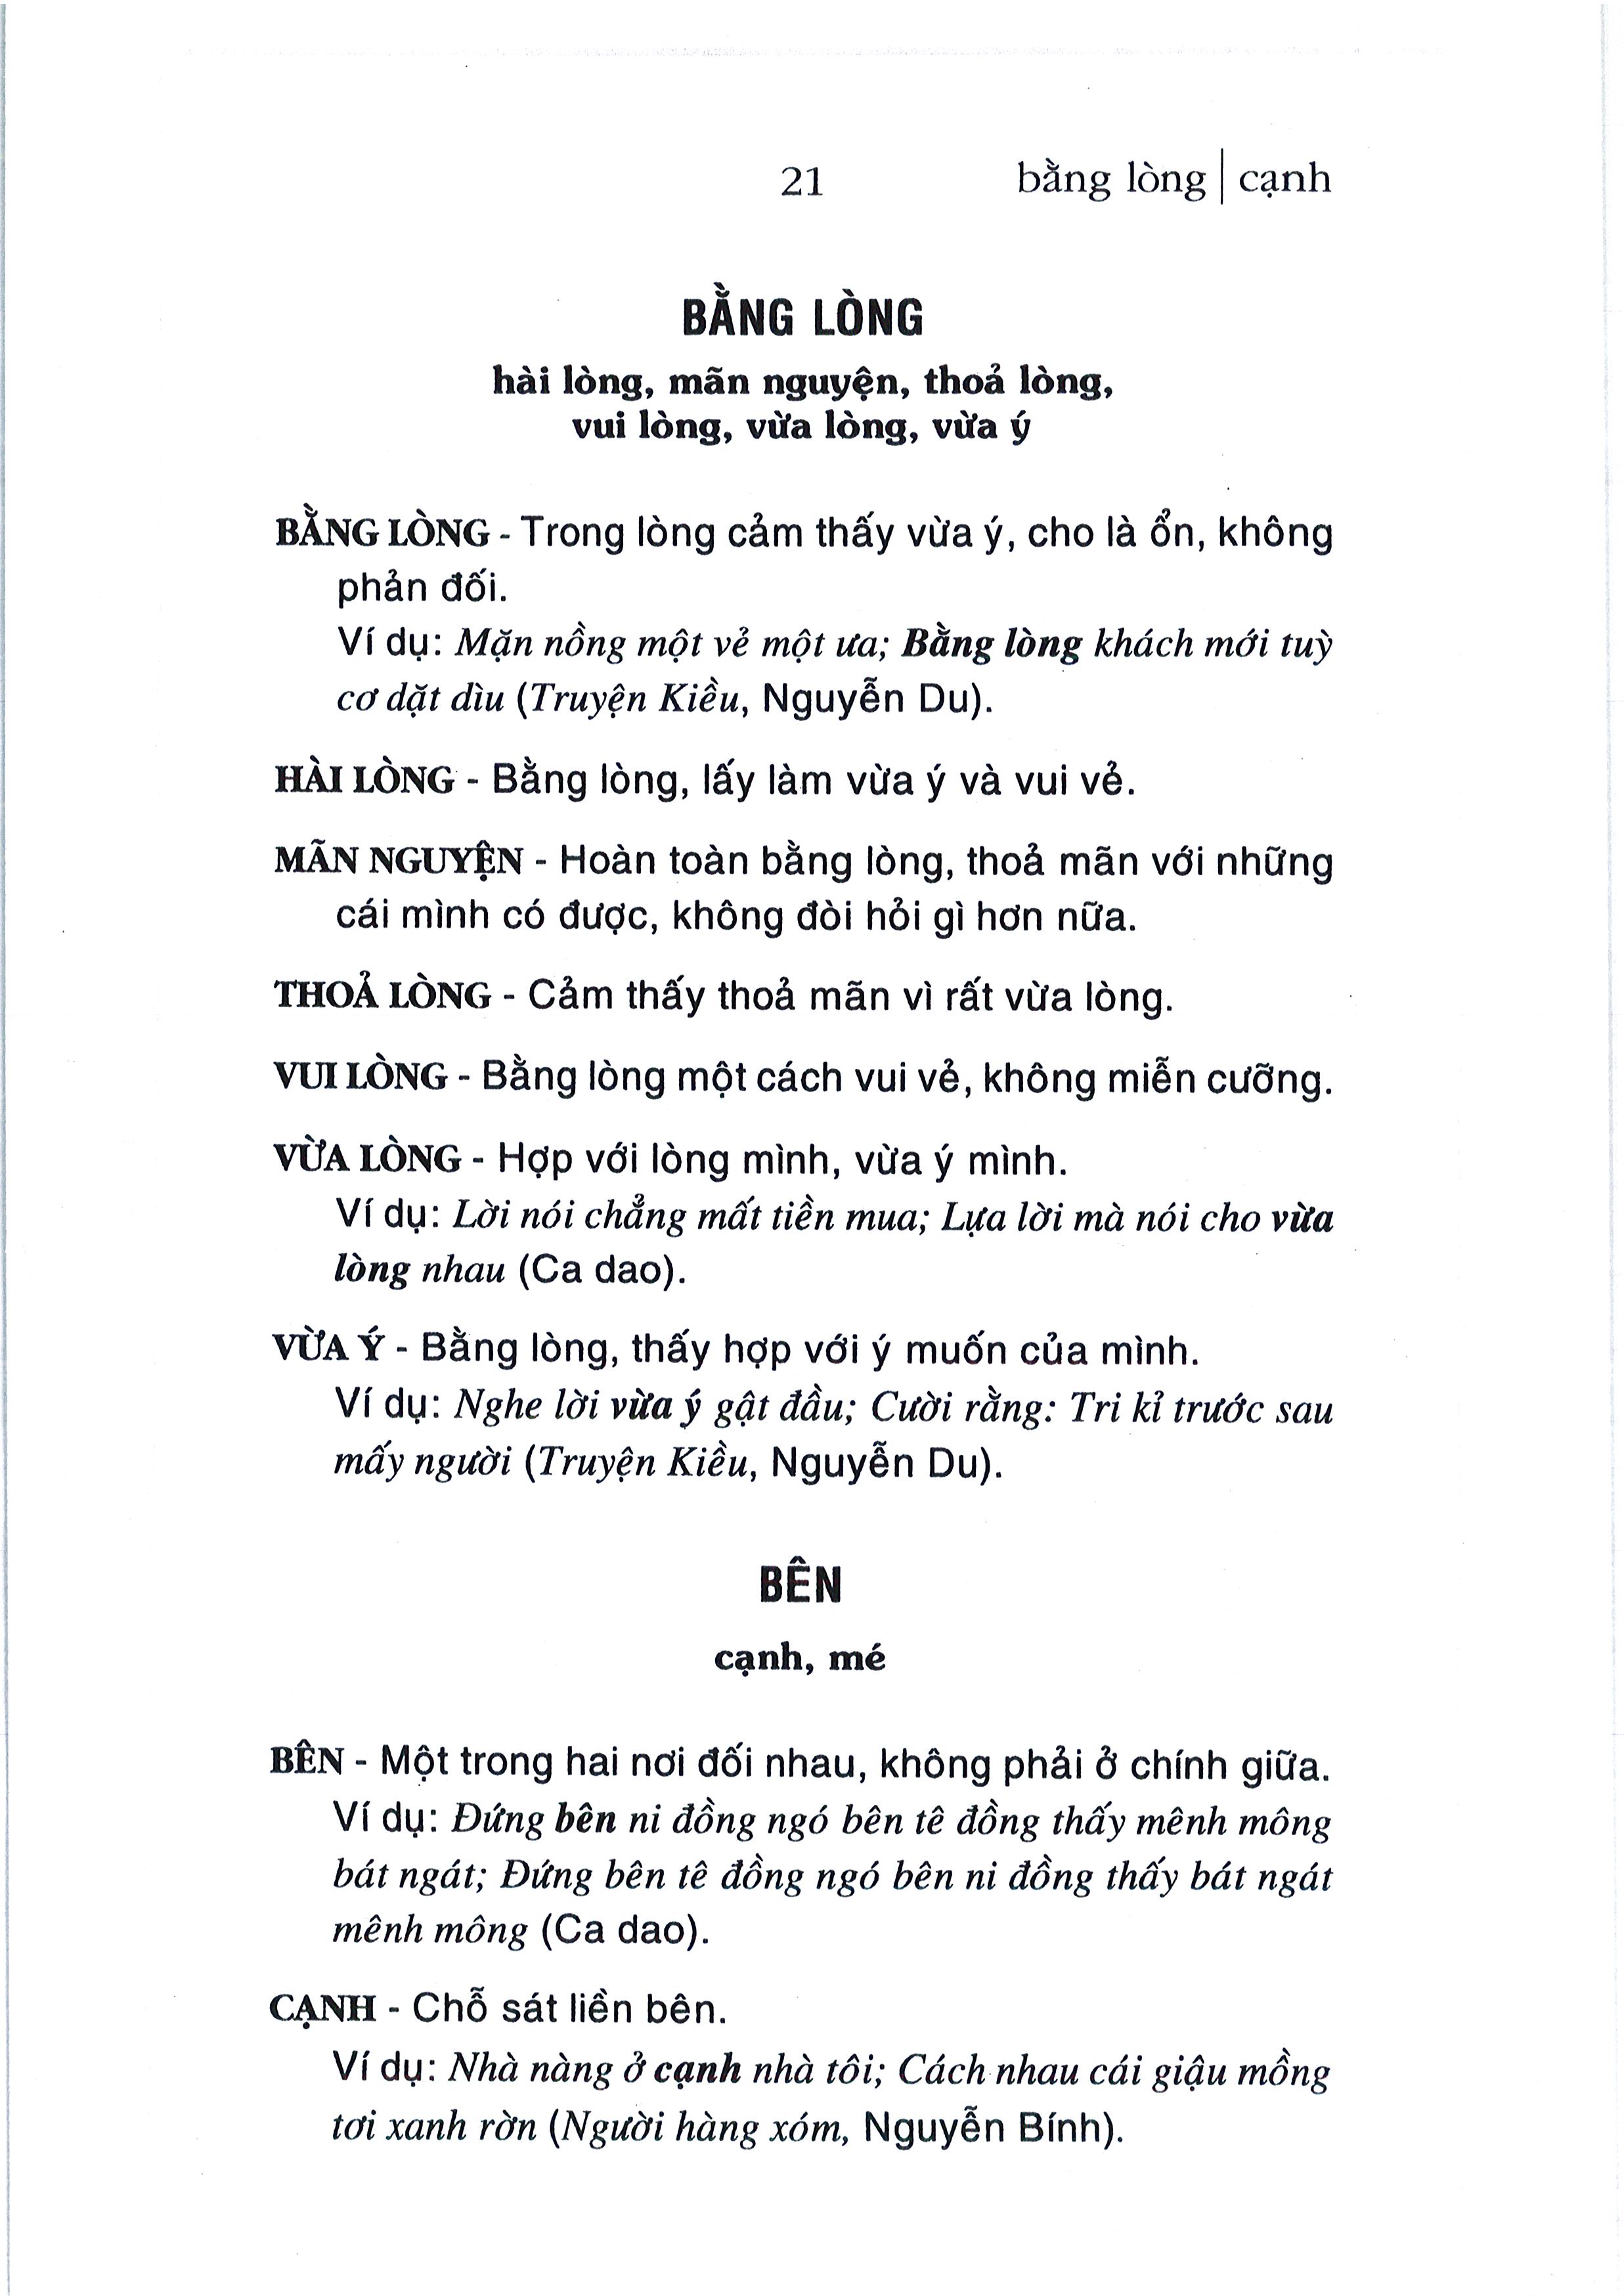 21
bằng lòng | cạnh
BẰNG LÒNG
hài lòng, mãn nguyện, thoả lòng,
vui lòng, vừa lòng, vừa ý
BẰNG LÒNG - Trong lòng cảm thấy vừa ý, cho là ổn, không
phản đối.
Ví dụ: Mặn nồng một vẻ một ưa; Bằng lòng khách mới tuỳ
cơ dặt dìu (Truyện Kiều, Nguyễn Du).
HÀI LÒNG - Bằng lòng, lấy làm vừa ý và vui vẻ.
MÃN NGUYỆN - Hoàn toàn bằng lòng, thoả mãn với những
cái mình có được, không đòi hỏi gì hơn nữa.
THOẢ LÒNG - Cảm thấy thoả mãn vì rất vừa lòng.
VUI LÒNG - Bằng lòng một cách vui vẻ, không miễn cưỡng.
VỪA LÒNG - Hợp với lòng mình, vừa ý mình.
Ví dụ: Lời nói chẳng mất tiền mua; Lựa lời mà nói cho vừa
lòng nhau (Ca dao).
VỪA Ý - Bằng lòng, thấy hợp với ý muốn của mình.
Ví dụ: Nghe lời vừa ý gật đầu; Cười rằng: Tri kỉ trước sau
mấy người (Truyện Kiều, Nguyễn Du).
BÊN
cạnh, mé
BÊN - Một trong hai nơi đối nhau, không phải ở chính giữa.
Ví dụ: Đứng bên ni đồng ngó bên tê đồng thấy mênh mông
bát ngát; Đứng bên tê đồng ngó bên ni đồng thấy bát ngát
mênh mông (Ca dao).
CẠNH - Chỗ sát liền bên.
Ví dụ: Nhà nàng ở cạnh nhà tôi; Cách nhau cái giậu mồng
tơi xanh rờn (Người hàng xóm, Nguyễn Bính).